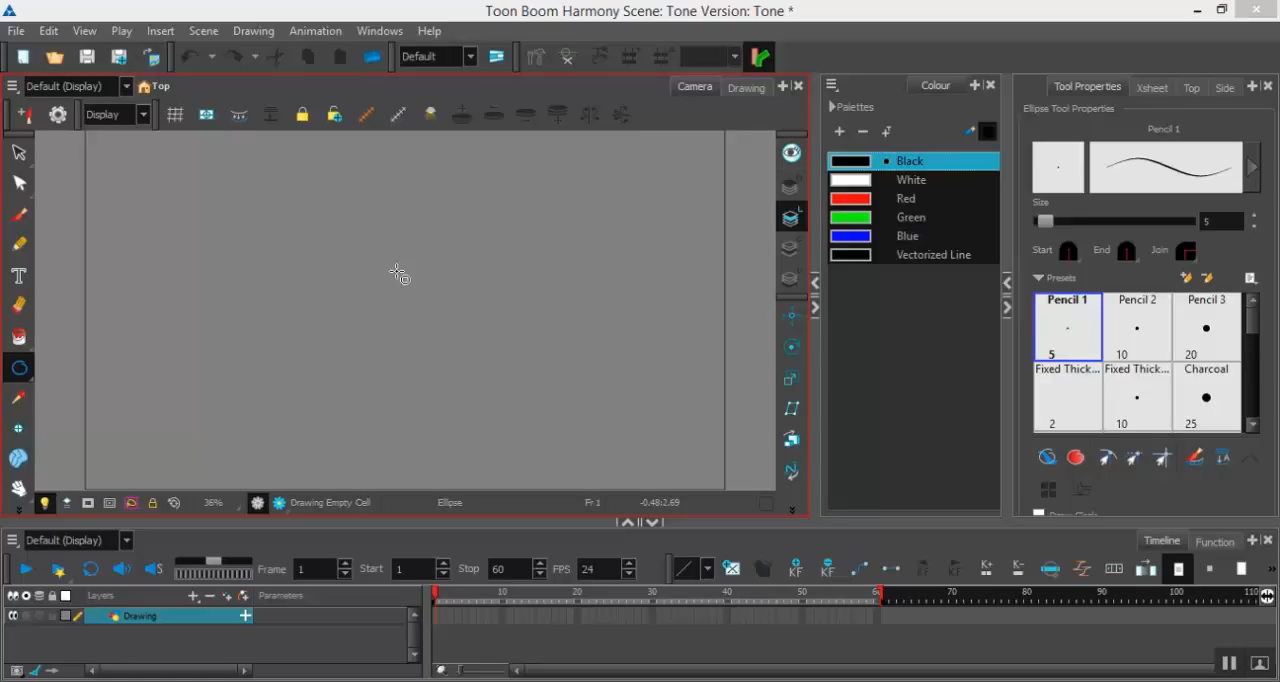 Toon Boom Harmony Scene: Tone Version: Tone *
File Edit View Play Insert Scene Drawing Animation Windows Help
Default
Default (Display) Top Camera Drawing
Display
Colour
Palettes
Black
White
Red
Green
Blue
Vectorized Line
Tool Properties Xsheet Top Side
Ellipse Tool Properties
Pencil 1
Size
5
Start End Join
Presets
Pencil 1 Pencil 2 Pencil 3
5 10 20
Fixed Thick... Fixed Thick... Charcoal
2 10 25
36% Drawing Empty Cell Ellipse Fr 1 -0.48:2.69
Default (Display) Timeline Function
Frame 1 Start 1 Stop 60 FPS 24
KF KF
Layers Parameters
10 20 30 40 50 60 70 80 90 100 110
Drawing